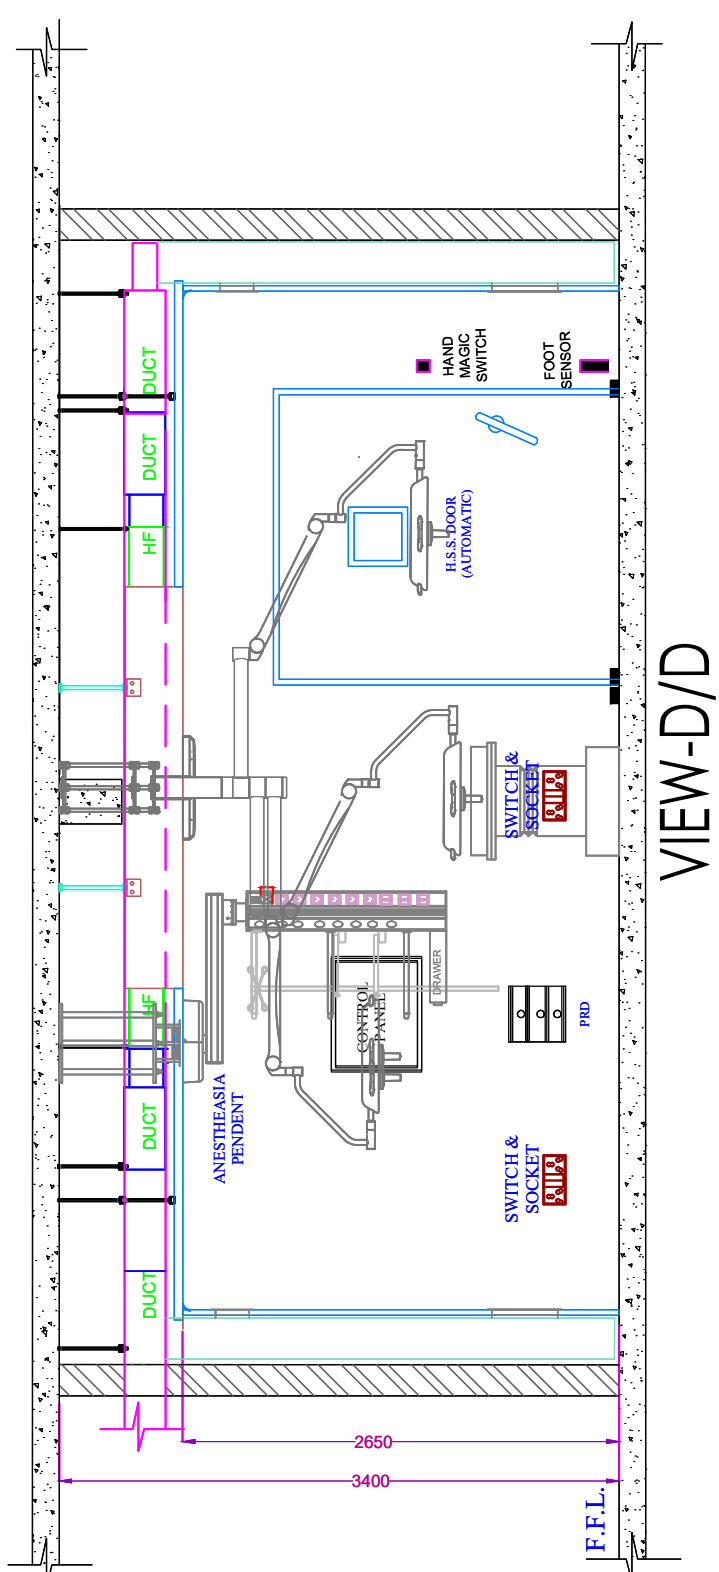 HAND
MAGIC
SWITCH
FOOT
SENSOR
DUCT
DUCT
HF
H.S.S. DOOR
(AUTOMATIC)
SWITCH &
SOCKET
HF
DRAWER
CONTROL
PANEL
PRD
ANESTHEASIA
PENDENT
DUCT
SWITCH &
SOCKET
DUCT
2650
3400
F.F.L.
VIEW-D/D